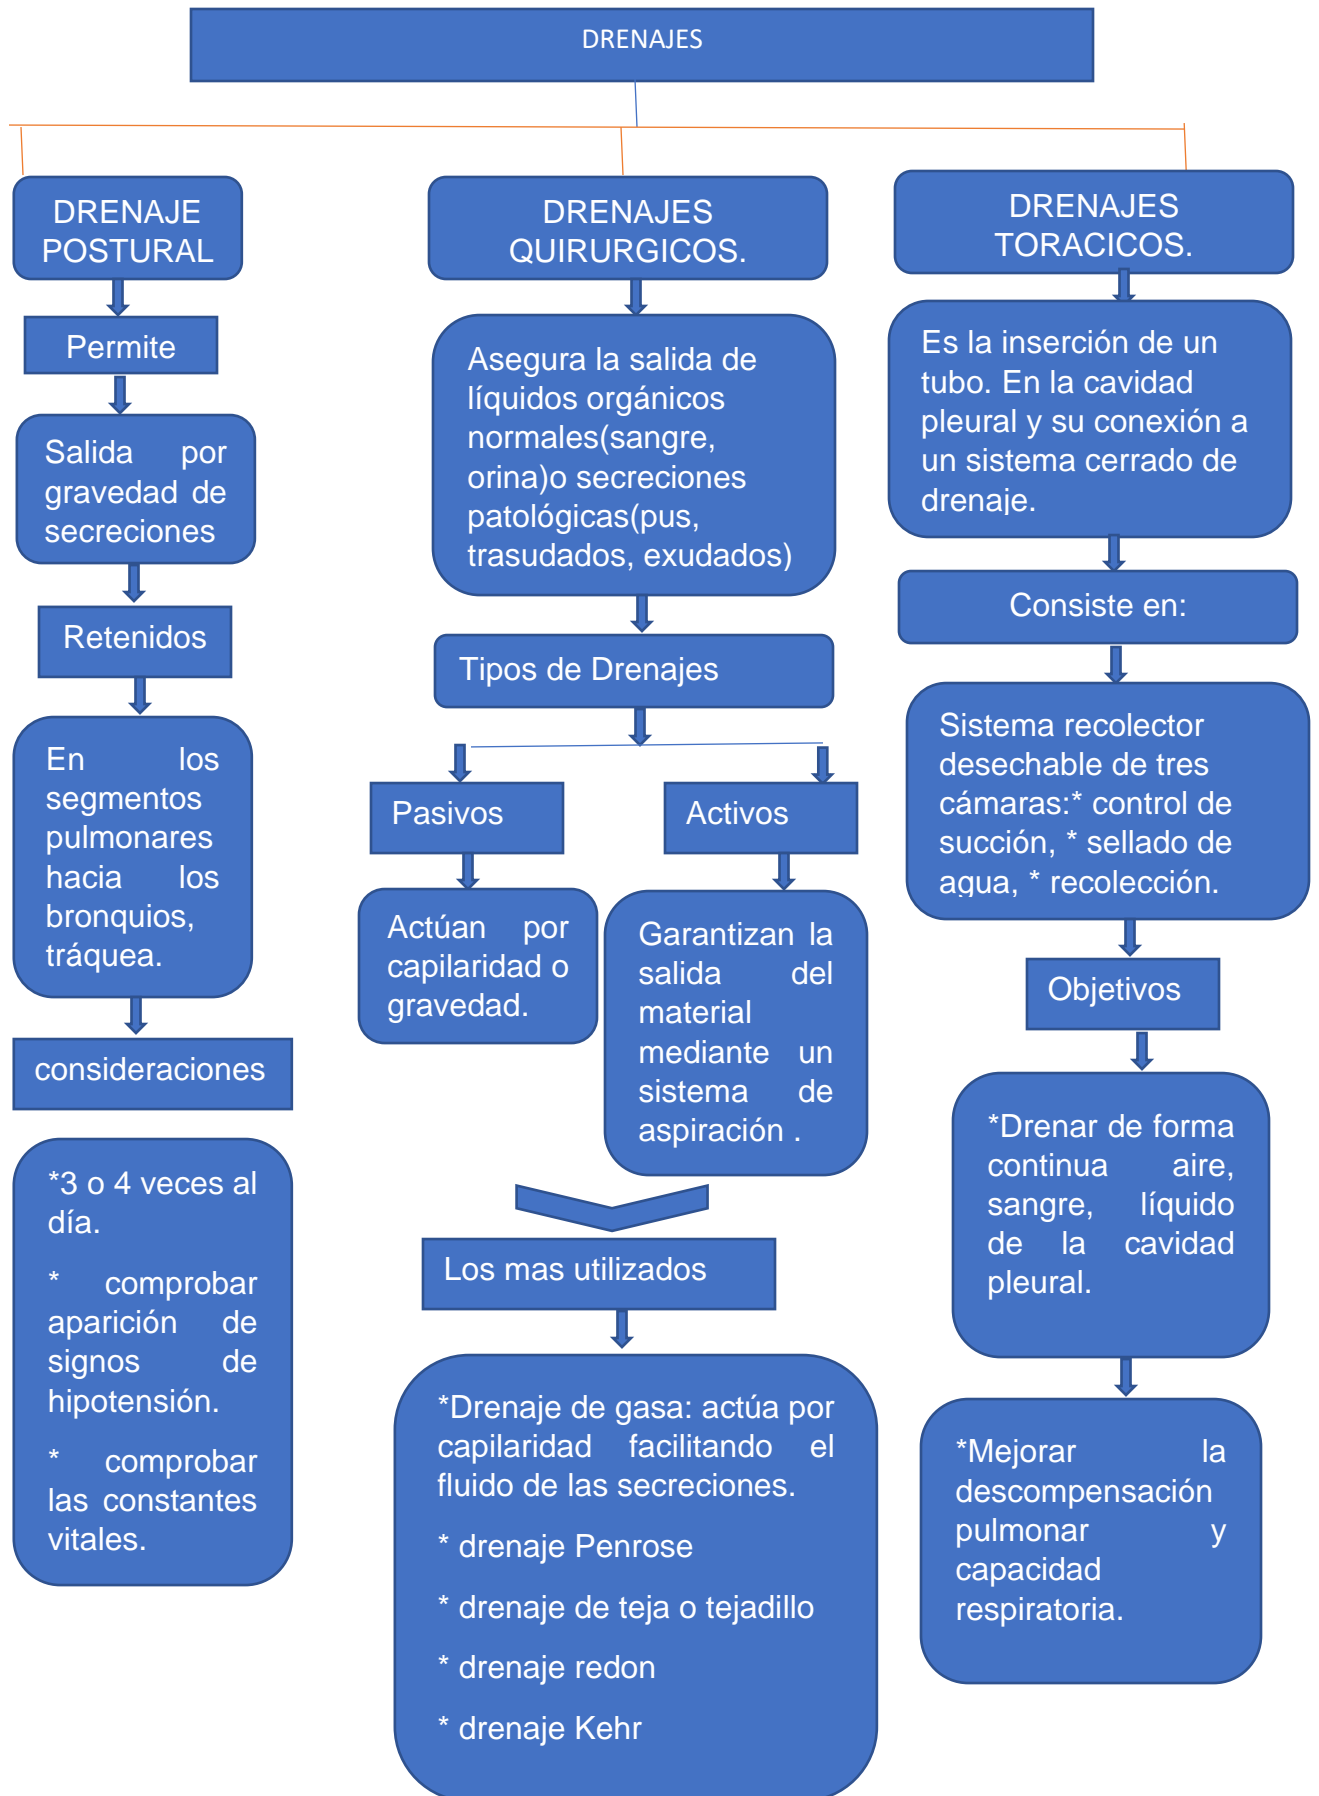 DRENAJES
DRENAJE
POSTURAL
Permite
Salida por
gravedad de
secreciones
Retenidos
En los
segmentos
pulmonares
hacia los
bronquios,
tráquea.
consideraciones
*3 o 4 veces al
día.
* comprobar
aparición de
signos de
hipotensión.
* comprobar
las constantes
vitales.
DRENAJES
QUIRURGICOS.
Asegura la salida de
líquidos orgánicos
normales(sangre,
orina)o secreciones
patológicas(pus,
trasudados, exudados)
Tipos de Drenajes
Pasivos
Actúan por
capilaridad o
gravedad.
Activos
Garantizan la
salida del
material
mediante un
sistema de
aspiración .
Los mas utilizados
*Drenaje de gasa: actúa por
capilaridad facilitando el
fluido de las secreciones.
* drenaje Penrose
* drenaje de teja o tejadillo
* drenaje redon
* drenaje Kehr
DRENAJES
TORACICOS.
Es la inserción de un
tubo. En la cavidad
pleural y su conexión a
un sistema cerrado de
drenaje.
Consiste en:
Sistema recolector
desechable de tres
cámaras:* control de
succión, * sellado de
agua, * recolección.
Objetivos
*Drenar de forma
continua aire,
sangre, líquido
de la cavidad
pleural.
*Mejorar la
descompensación
pulmonar y
capacidad
respiratoria.